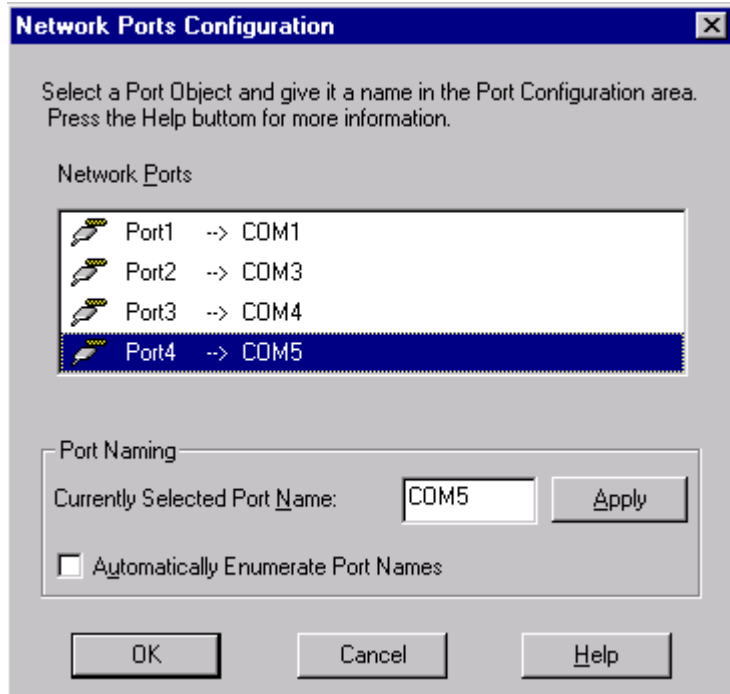 Network Ports Configuration
Select a Port Object and give it a name in the Port Configuration area.
Press the Help buttom for more information.
Network Ports
Port1 --> COM1
Port2 --> COM3
Port3 --> COM4
Port4 --> COM5
Port Naming
Currently Selected Port Name: COM5 Apply
Automatically Enumerate Port Names
OK Cancel Help